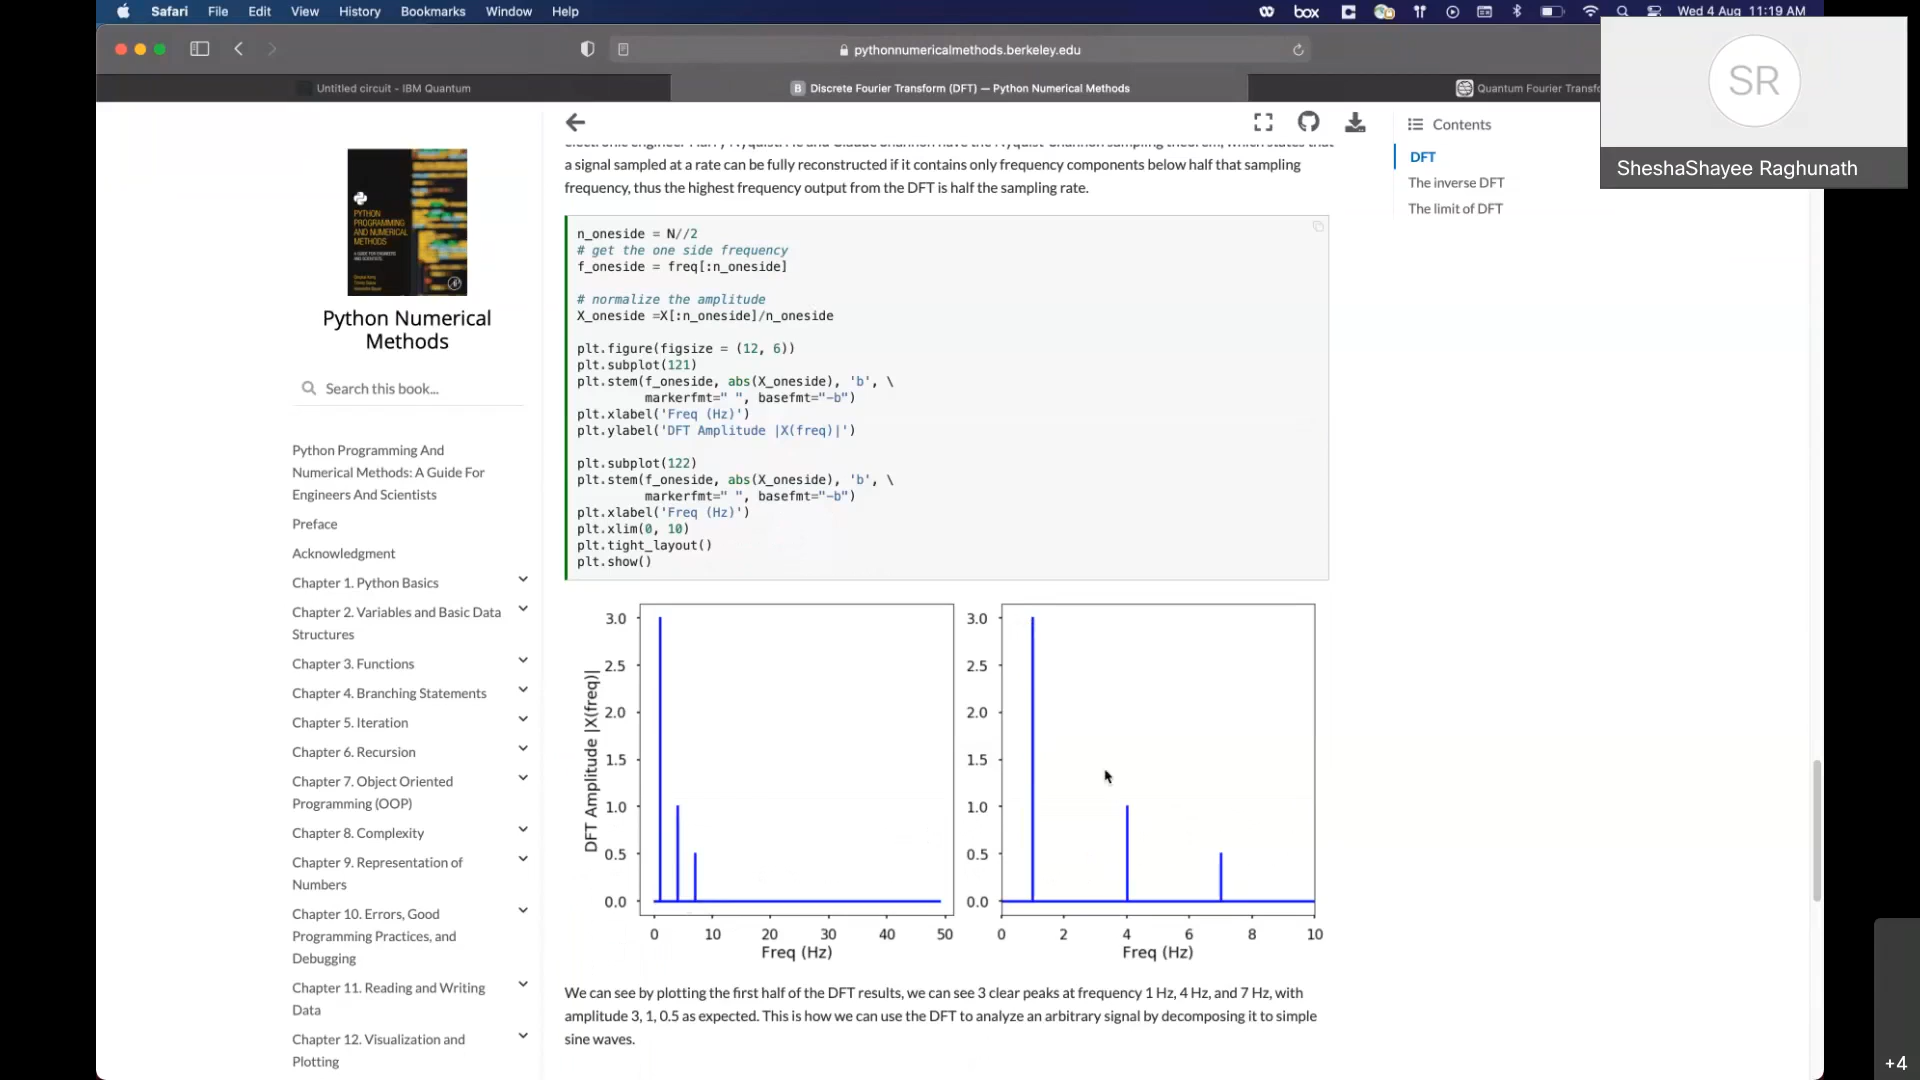 Safari File Edit View History Bookmarks Window Help
box
Wed 4 Aug 11:19 AM
pythonnumericalmethods.berkeley.edu
Untitled circuit - IBM Quantum
B Discrete Fourier Transform (DFT) — Python Numerical Methods
Quantum Fourier Transfo
SR
SheshaShayee Raghunath
PYTHON
PROGRAMMING
AND NUMERICAL
METHODS
Python Numerical
Methods
Search this book...
Python Programming And
Numerical Methods: A Guide For
Engineers And Scientists
Preface
Acknowledgment
Chapter 1. Python Basics
Chapter 2. Variables and Basic Data
Structures
Chapter 3. Functions
Chapter 4. Branching Statements
Chapter 5. Iteration
Chapter 6. Recursion
Chapter 7. Object Oriented
Programming (OOP)
Chapter 8. Complexity
Chapter 9. Representation of
Numbers
Chapter 10. Errors, Good
Programming Practices, and
Debugging
Chapter 11. Reading and Writing
Data
Chapter 12. Visualization and
Plotting
a signal sampled at a rate can be fully reconstructed if it contains only frequency components below half that sampling
frequency, thus the highest frequency output from the DFT is half the sampling rate.
n_oneside = N//2
# get the one side frequency
f_oneside = freq[:n_oneside]
# normalize the amplitude
X_oneside =X[:n_oneside]/n_oneside
plt.figure(figsize = (12, 6))
plt.subplot(121)
plt.stem(f_oneside, abs(X_oneside), 'b', \
markerfmt=" ", basefmt="-b")
plt.xlabel('Freq (Hz)')
plt.ylabel('DFT Amplitude |X(freq)|')
plt.subplot(122)
plt.stem(f_oneside, abs(X_oneside), 'b', \
markerfmt=" ", basefmt="-b")
plt.xlabel('Freq (Hz)')
plt.xlim(0, 10)
plt.tight_layout()
plt.show()
DFT Amplitude |X(freq)|
3.0
2.5
2.0
1.5
1.0
0.5
0.0
0 10 20 30 40 50
Freq (Hz)
3.0
2.5
2.0
1.5
1.0
0.5
0.0
0 2 4 6 8 10
Freq (Hz)
We can see by plotting the first half of the DFT results, we can see 3 clear peaks at frequency 1 Hz, 4 Hz, and 7 Hz, with
amplitude 3, 1, 0.5 as expected. This is how we can use the DFT to analyze an arbitrary signal by decomposing it to simple
sine waves.
Contents
DFT
The inverse DFT
The limit of DFT
+4